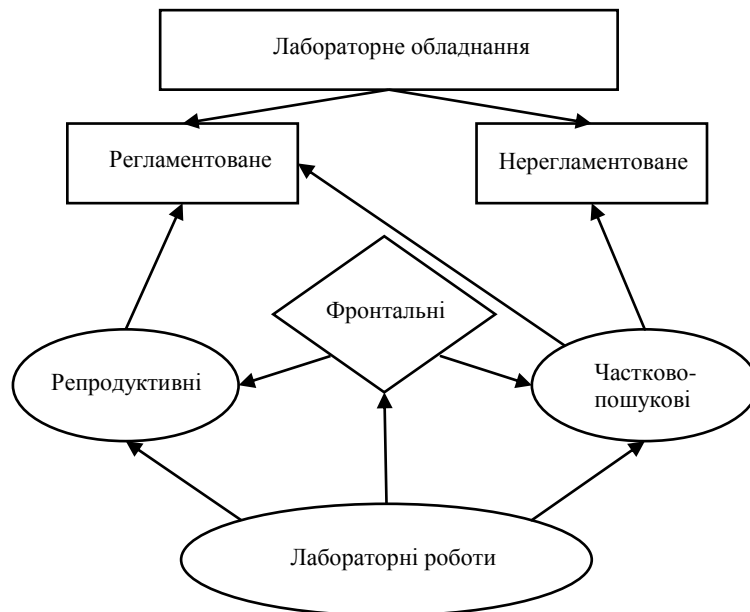 Лабораторне обладнання
Регламентоване
Нерегламентоване
Фронтальні
Репродуктивні
Частково-
пошукові
Лабораторні роботи